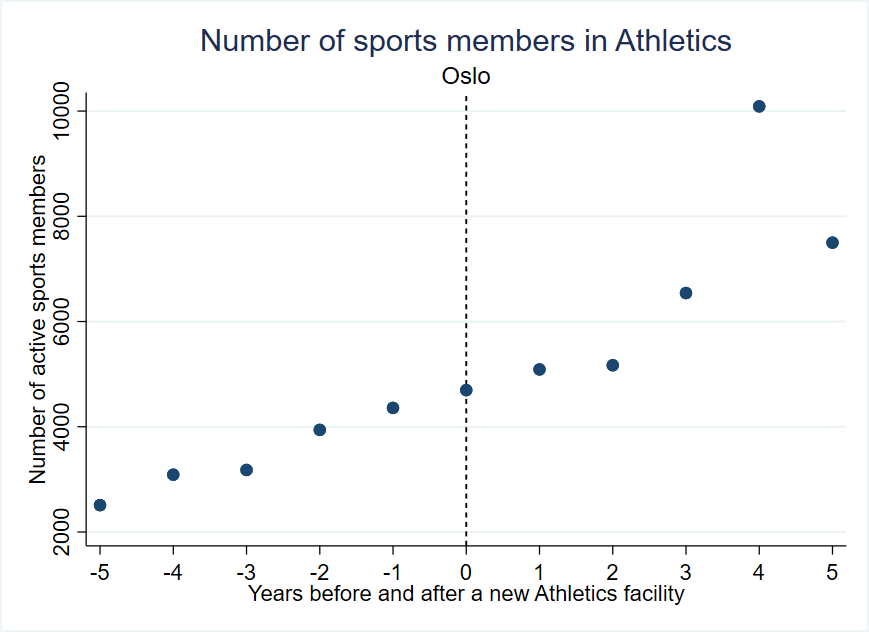 Number of sports members in Athletics
Oslo
Number of active sports members
10000
8000
6000
4000
2000
-5 -4 -3 -2 -1 0 1 2 3 4 5
Years before and after a new Athletics facility